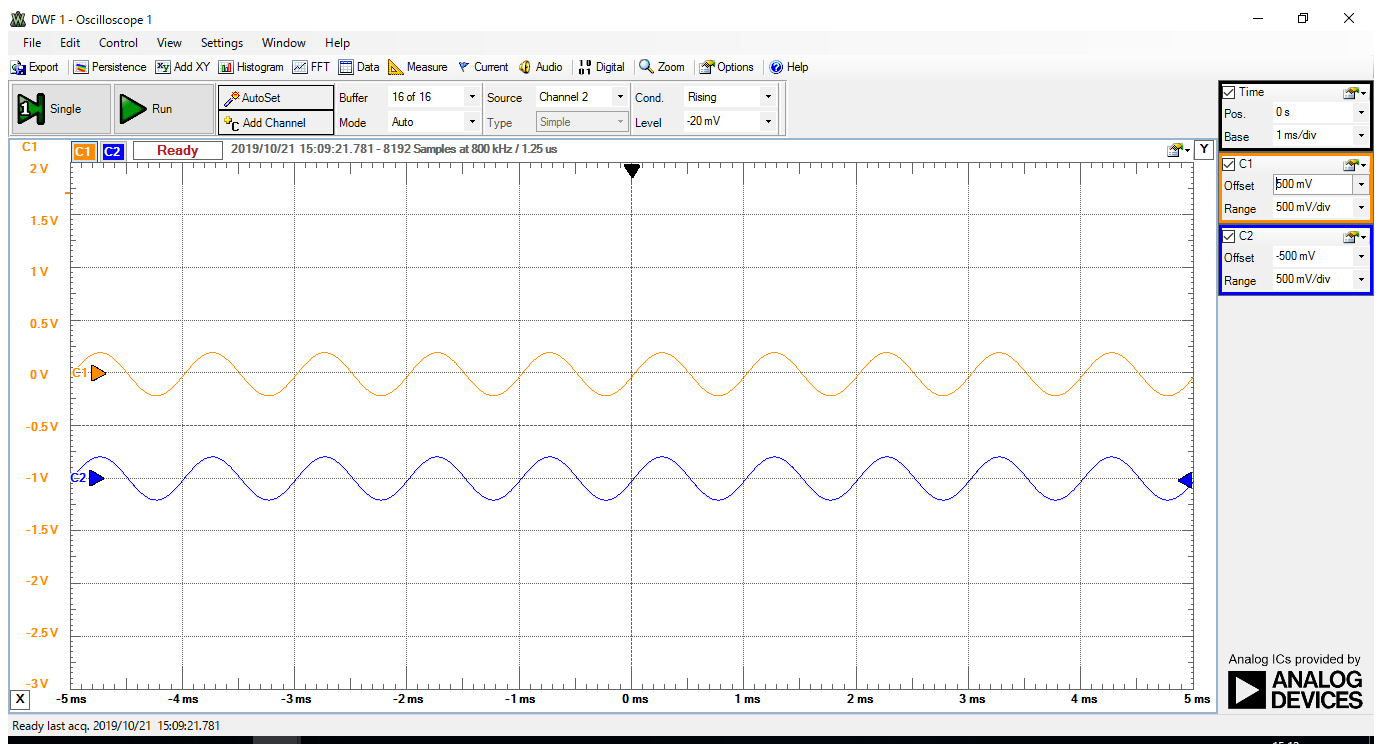 DWF 1 - Oscilloscope 1
File Edit Control View Settings Window Help
Export Persistence Add XY Histogram FFT Data Measure Current Audio Digital Zoom Options Help
Single Run AutoSet Buffer 16 of 16 Source Channel 2 Cond. Rising
Add Channel Mode Auto Type Simple Level -20 mV
C1 C1 C2 Ready 2019/10/21 15:09:21.781 - 8192 Samples at 800 kHz / 1.25 us Y
2 V
1.5 V
1 V
0.5 V
0 V
-0.5 V
-1 V
-1.5 V
-2 V
-2.5 V
-3 V
C1
C2
X -5 ms -4 ms -3 ms -2 ms -1 ms 0 ms 1 ms 2 ms 3 ms 4 ms 5 ms
Time
Pos. 0 s
Base 1 ms/div
C1
Offset 500 mV
Range 500 mV/div
C2
Offset -500 mV
Range 500 mV/div
Analog ICs provided by
ANALOG
DEVICES
Ready last acq. 2019/10/21 15:09:21.781